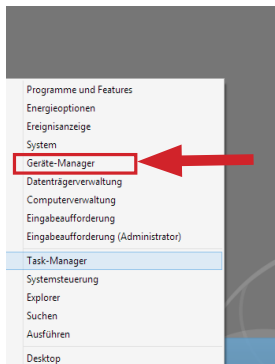 Programme und Features
Energieoptionen
Ereignisanzeige
System
Geräte-Manager
Datenträgerverwaltung
Computerverwaltung
Eingabeaufforderung
Eingabeaufforderung (Administrator)
Task-Manager
Systemsteuerung
Explorer
Suchen
Ausführen
Desktop